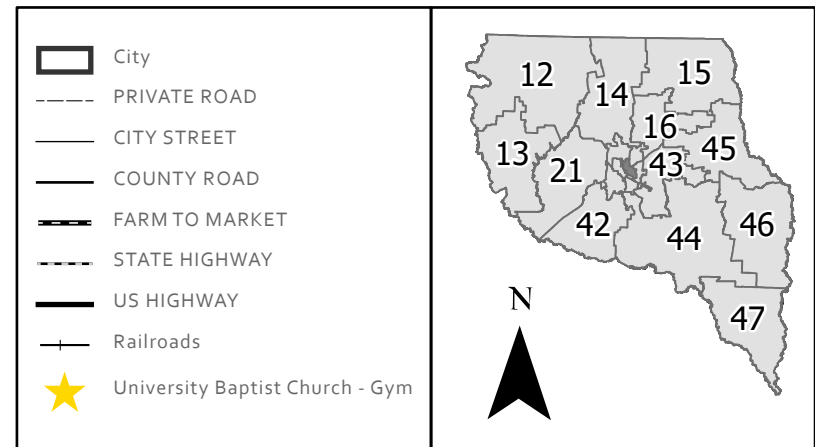 City
PRIVATE ROAD
CITY STREET
COUNTY ROAD
FARM TO MARKET
STATE HIGHWAY
US HIGHWAY
Railroads
University Baptist Church - Gym
12
15
14
16
13
21
43
45
42
44
46
47
N